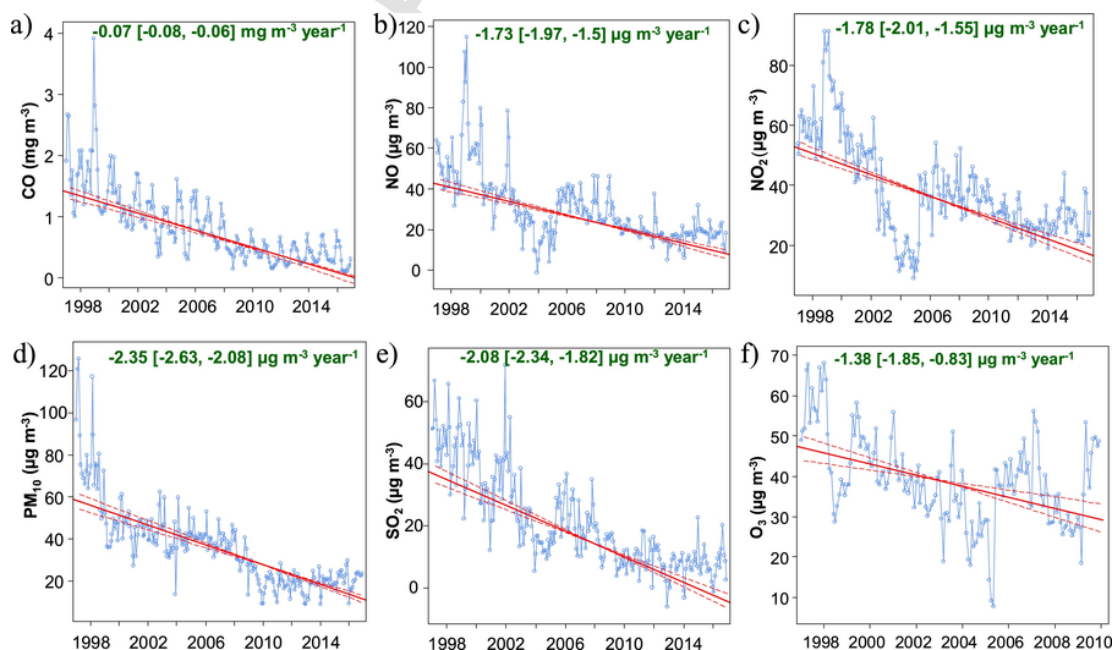 a)
-0.07 [-0.08, -0.06] mg m⁻³ year⁻¹
CO (mg m⁻³)
4
3
2
1
0
1998 2002 2006 2010 2014
b)
-1.73 [-1.97, -1.5] µg m⁻³ year⁻¹
NO (µg m⁻³)
120
100
80
60
40
20
0
1998 2002 2006 2010 2014
c)
-1.78 [-2.01, -1.55] µg m⁻³ year⁻¹
NO₂ (µg m⁻³)
80
60
40
20
1998 2002 2006 2010 2014
d)
-2.35 [-2.63, -2.08] µg m⁻³ year⁻¹
PM₁₀ (µg m⁻³)
120
100
80
60
40
20
1998 2002 2006 2010 2014
e)
-2.08 [-2.34, -1.82] µg m⁻³ year⁻¹
SO₂ (µg m⁻³)
60
40
20
0
1998 2002 2006 2010 2014
f)
-1.38 [-1.85, -0.83] µg m⁻³ year⁻¹
O₃ (µg m⁻³)
70
60
50
40
30
20
10
1998 2000 2002 2004 2006 2008 2010